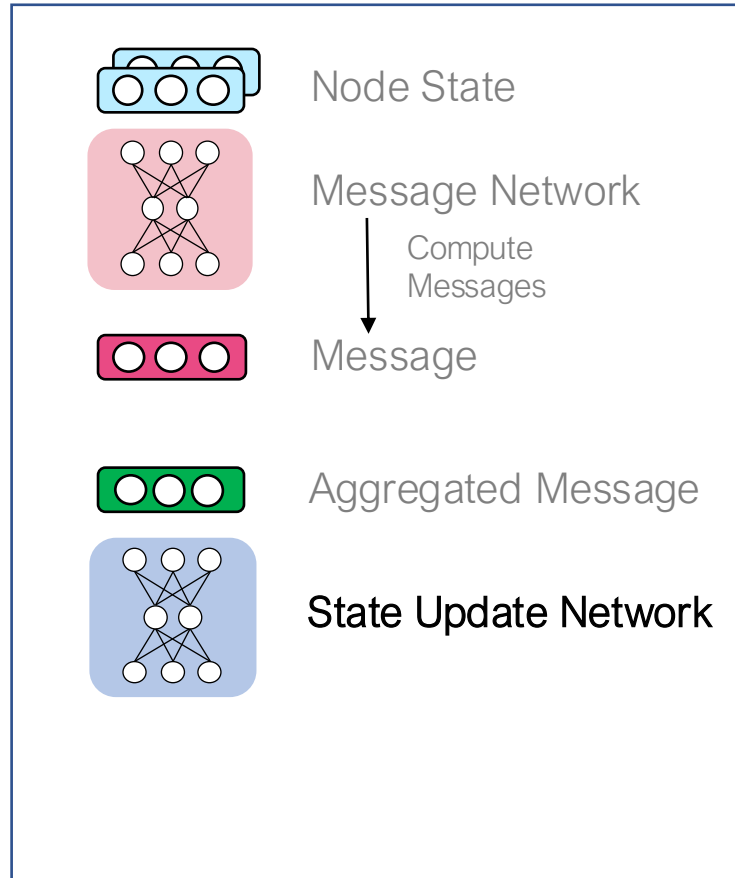 Node State
Message Network
Compute
Messages
Message
Aggregated Message
State Update Network